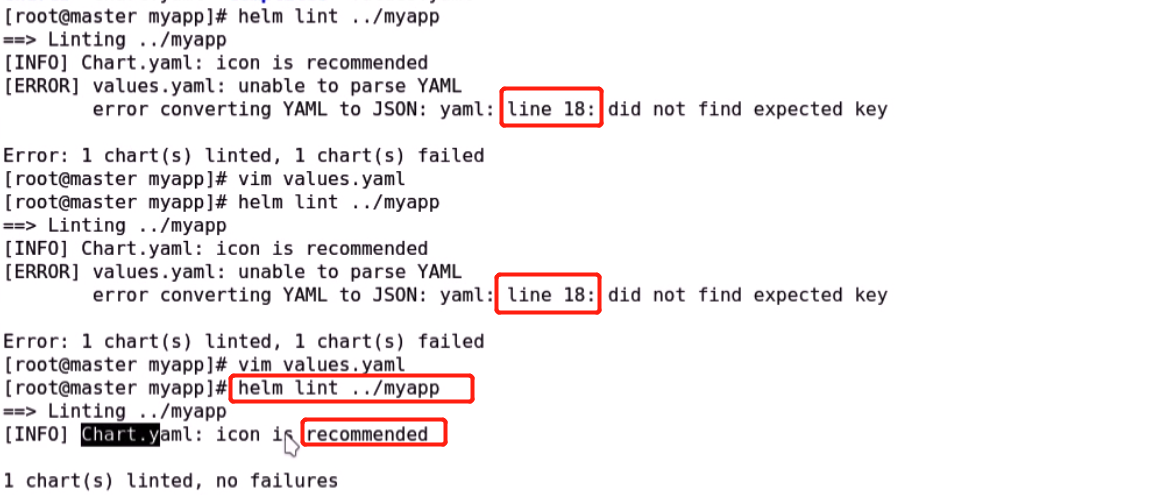 [root@master myapp]# helm lint ../myapp
==> Linting ../myapp
[INFO] Chart.yaml: icon is recommended
[ERROR] values.yaml: unable to parse YAML
        error converting YAML to JSON: yaml: line 18: did not find expected key
Error: 1 chart(s) linted, 1 chart(s) failed
[root@master myapp]# vim values.yaml
[root@master myapp]# helm lint ../myapp
==> Linting ../myapp
[INFO] Chart.yaml: icon is recommended
[ERROR] values.yaml: unable to parse YAML
        error converting YAML to JSON: yaml: line 18: did not find expected key
Error: 1 chart(s) linted, 1 chart(s) failed
[root@master myapp]# vim values.yaml
[root@master myapp]# helm lint ../myapp
==> Linting ../myapp
[INFO] Chart.yaml: icon is recommended
1 chart(s) linted, no failures